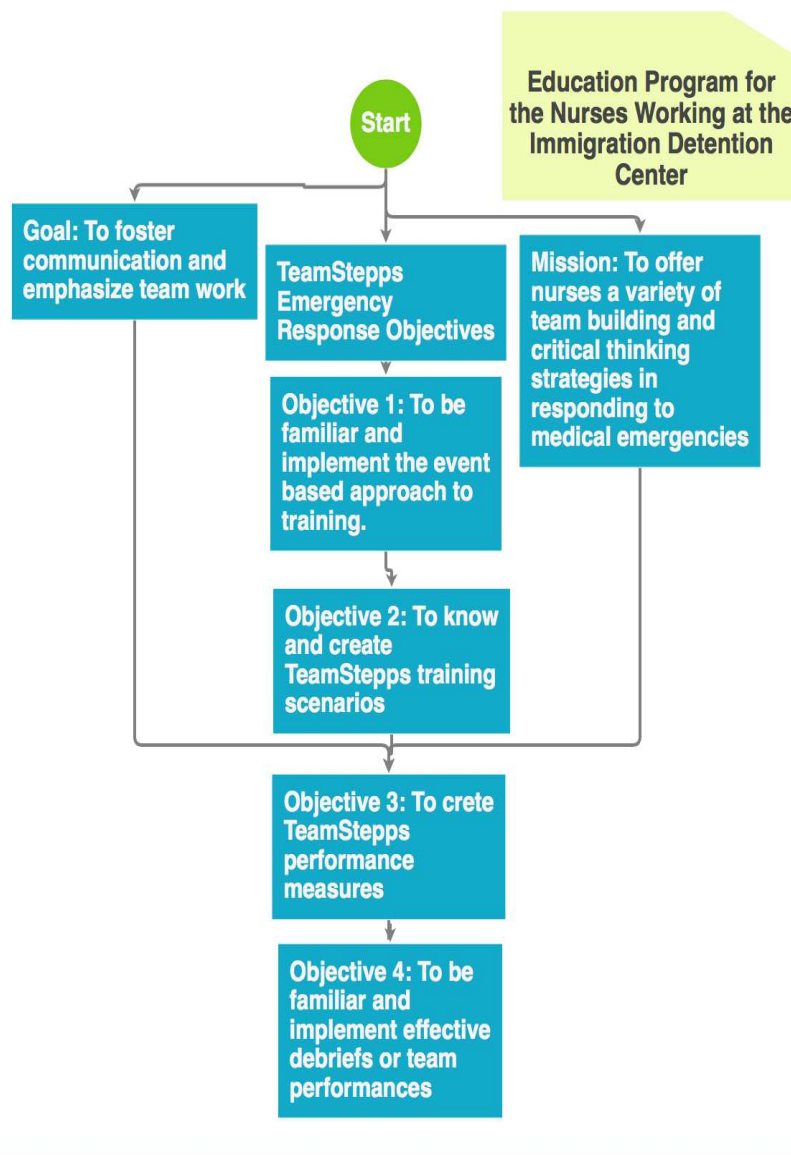 Education Program for
the Nurses Working at the
Immigration Detention
Center
Start
Goal: To foster
communication and
emphasize team work
TeamStepps
Emergency
Response Objectives
Mission: To offer
nurses a variety of
team building and
critical thinking
strategies in
responding to
medical emergencies
Objective 1: To be
familiar and
implement the event
based approach to
training.
Objective 2: To know
and create
TeamStepps training
scenarios
Objective 3: To crete
TeamStepps
performance
measures
Objective 4: To be
familiar and
implement effective
debriefs or team
performances